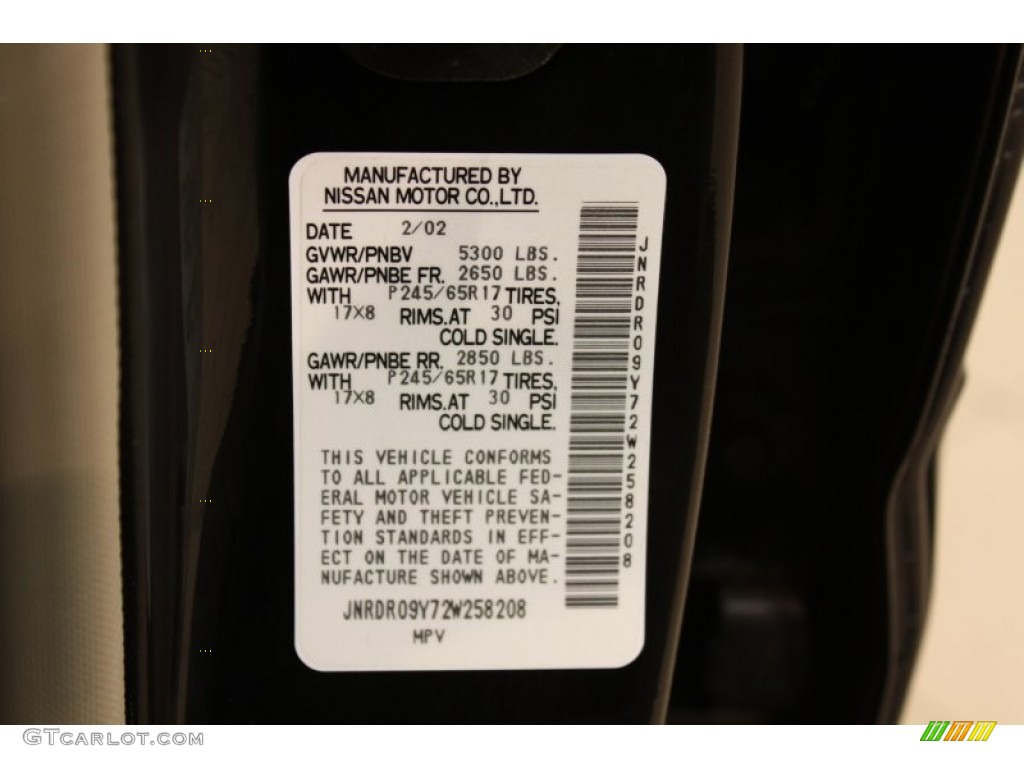 MANUFACTURED BY
NISSAN MOTOR CO.,LTD.
DATE 2/02
GVWR/PNBV 5300 LBS.
GAWR/PNBE FR. 2650 LBS.
WITH P245/65R17 TIRES,
17X8 RIMS.AT 30 PSI
COLD SINGLE.
GAWR/PNBE RR. 2850 LBS.
WITH P245/65R17 TIRES,
17X8 RIMS.AT 30 PSI
COLD SINGLE.
THIS VEHICLE CONFORMS
TO ALL APPLICABLE FED-
ERAL MOTOR VEHICLE SA-
FETY AND THEFT PREVEN-
TION STANDARDS IN EFF-
ECT ON THE DATE OF MA-
NUFACTURE SHOWN ABOVE.
JNRDR09Y72W258208
MPV
JNRDR09Y72W258208
GTCARLOT.COM